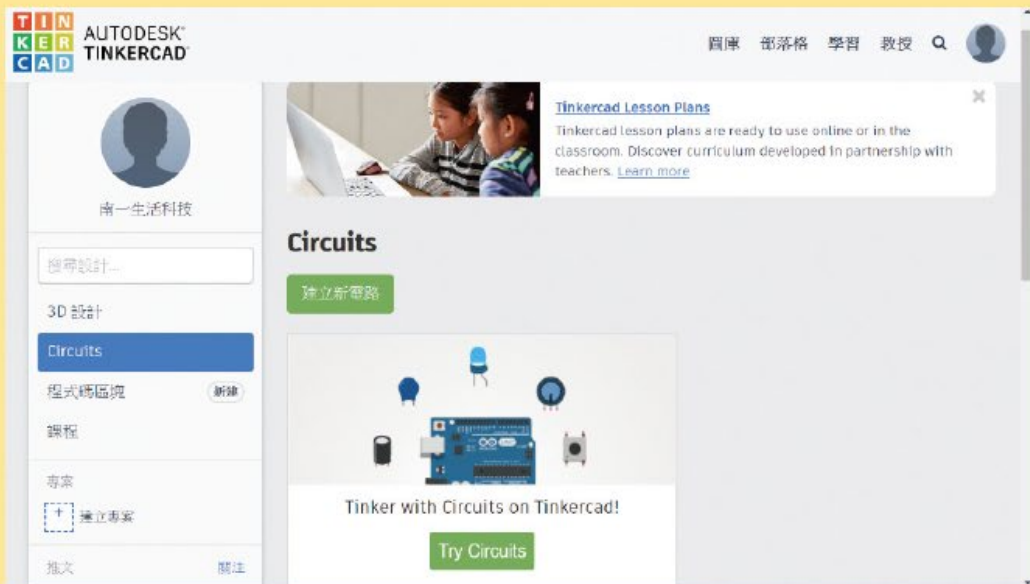 TIN
KER
CAD
AUTODESK®
TINKERCAD®
圖庫 部落格 學習 教授
南一生活科技
搜尋設計...
3D 設計
Circuits
程式碼區塊 新建
課程
專案
+ 建立專案
推文 關注
Tinkercad Lesson Plans
Tinkercad lesson plans are ready to use online or in the
classroom. Discover curriculum developed in partnership with
teachers. Learn more
Circuits
建立新電路
Tinker with Circuits on Tinkercad!
Try Circuits